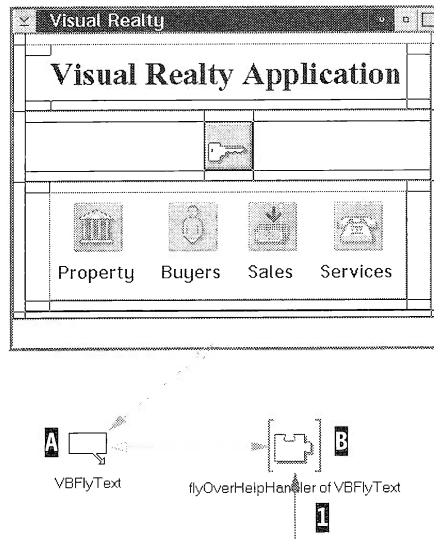 Visual Realty
Visual Realty Application
Property Buyers Sales Services
A B
VBFlyText flyOverHelpHandler of VBFlyText
1